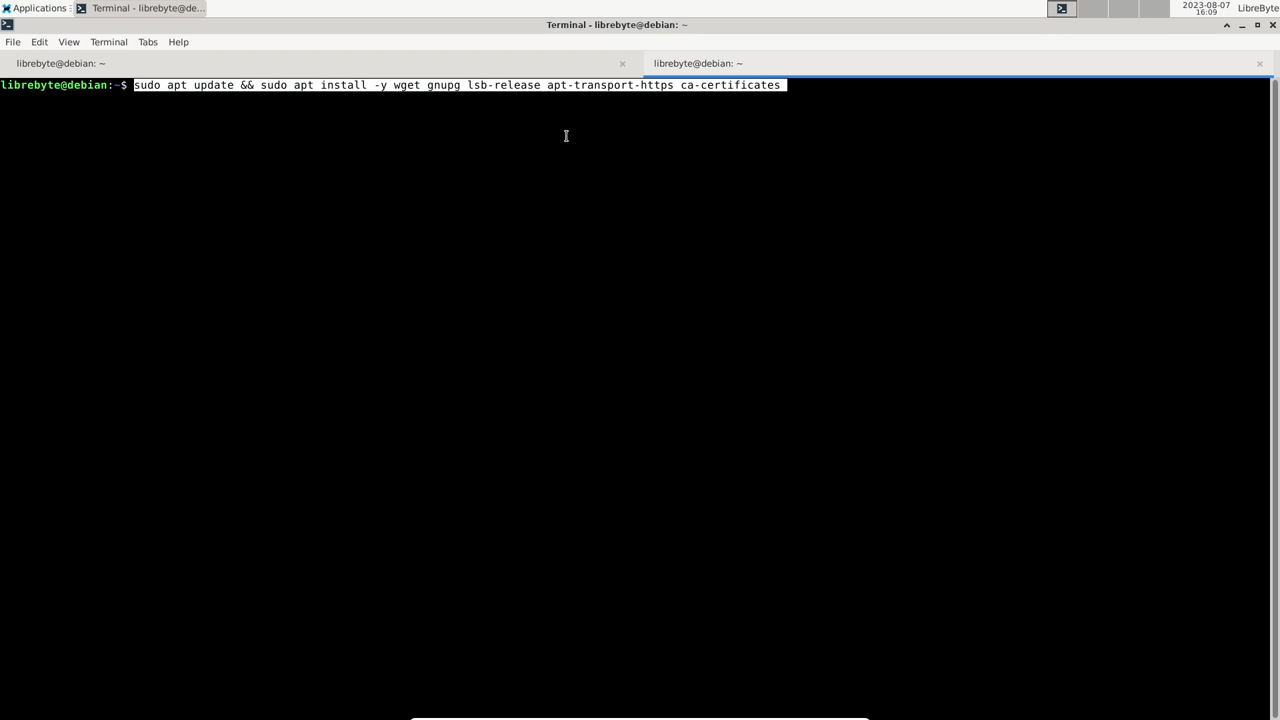 Applications
Terminal - librebyte@de...
2023-08-07
16:09
LibreByte
Terminal - librebyte@debian: ~
File Edit View Terminal Tabs Help
librebyte@debian: ~
librebyte@debian: ~
librebyte@debian:~$ sudo apt update && sudo apt install -y wget gnupg lsb-release apt-transport-https ca-certificates